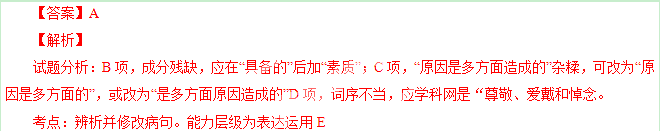 【答案】A
【解析】
试题分析：B 项，成分残缺，应在“具备的”后加“素质”；C 项，“原因是多方面造成的”杂糅，可改为“原
因是多方面的”，或改为“是多方面原因造成的”D 项，词序不当，应学科网是“尊敬、爱戴和悼念。
考点：辨析并修改病句。能力层级为表达运用 E